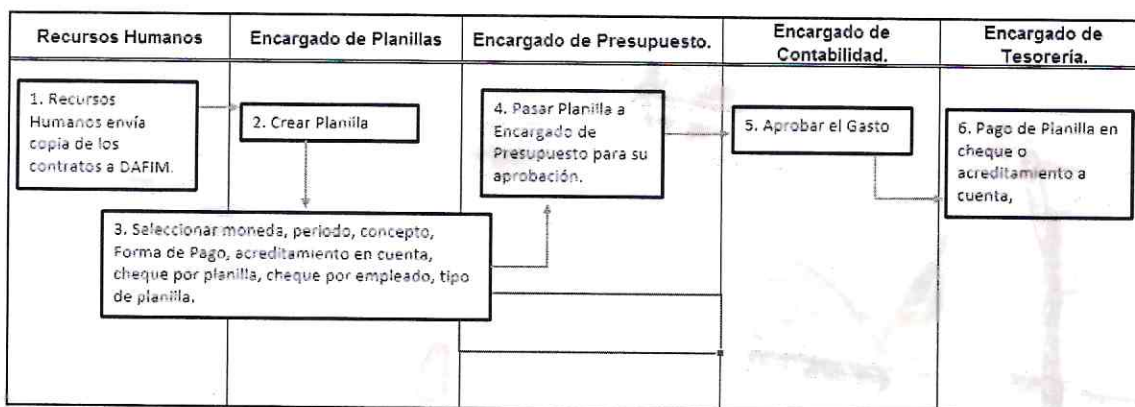 Recursos Humanos
Encargado de Planillas
Encargado de Presupuesto.
Encargado de
Contabilidad.
Encargado de
Tesorería.
1. Recursos
Humanos envía
copia de los
contratos a DAFIM.
2. Crear Planilla
3. Seleccionar moneda, periodo, concepto,
Forma de Pago, acreditamiento en cuenta,
cheque por planilla, cheque por empleado, tipo
de planilla.
4. Pasar Planilla a
Encargado de
Presupuesto para su
aprobación.
5. Aprobar el Gasto
6. Pago de Planilla en
cheque o
acreditamiento a
cuenta,